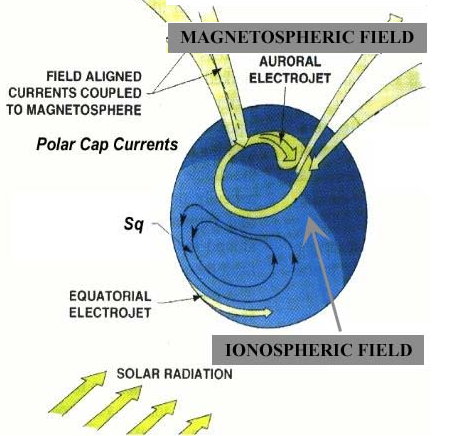 MAGNETOSPHERIC FIELD
AURORAL
ELECTROJET
FIELD ALIGNED
CURRENTS COUPLED
TO MAGNETOSPHERE
Polar Cap Currents
Sq
EQUATORIAL
ELECTROJET
IONOSPHERIC FIELD
SOLAR RADIATION